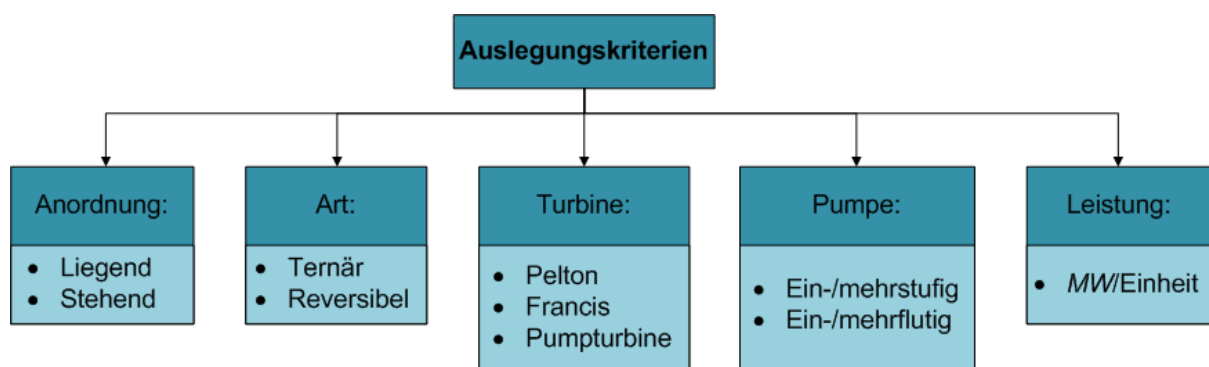 Auslegungskriterien
Anordnung:
• Liegend
• Stehend
Art:
• Ternär
• Reversibel
Turbine:
• Pelton
• Francis
• Pumpturbine
Pumpe:
• Ein-/mehrstufig
• Ein-/mehrflutig
Leistung:
• MW/Einheit